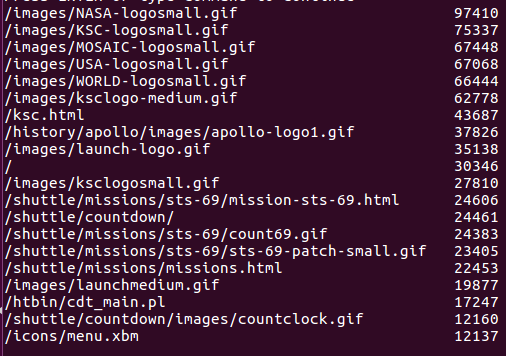 /images/NASA-logosmall.gif 97410
/images/KSC-logosmall.gif 75337
/images/MOSAIC-logosmall.gif 67448
/images/USA-logosmall.gif 67068
/images/WORLD-logosmall.gif 66444
/images/ksclogo-medium.gif 62778
/ksc.html 43687
/history/apollo/images/apollo-logo1.gif 37826
/images/launch-logo.gif 35138
/ 30346
/images/ksclogosmall.gif 27810
/shuttle/missions/sts-69/mission-sts-69.html 24606
/shuttle/countdown/ 24461
/shuttle/missions/sts-69/count69.gif 24383
/shuttle/missions/sts-69/sts-69-patch-small.gif 23405
/shuttle/missions/missions.html 22453
/images/launchmedium.gif 19877
/htbin/cdt_main.pl 17247
/shuttle/countdown/images/countclock.gif 12160
/icons/menu.xbm 12137